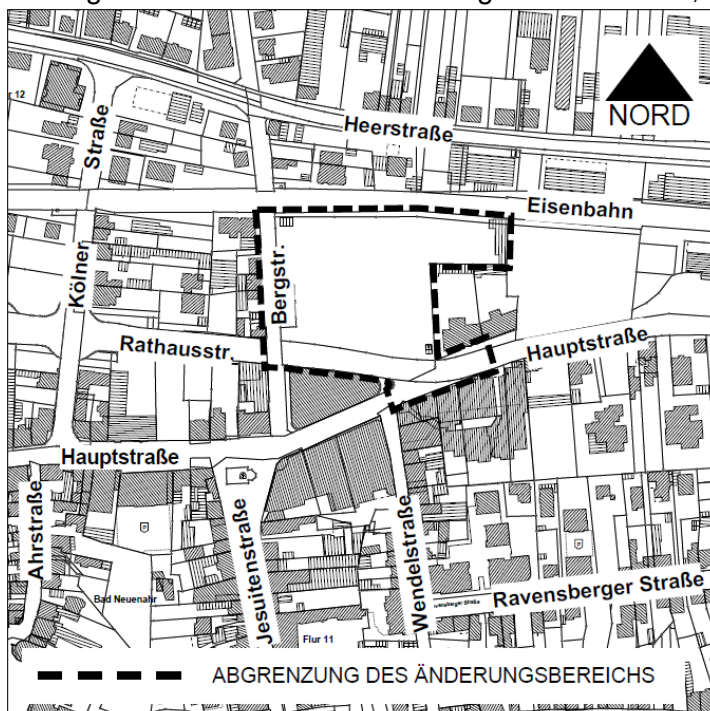 r 12
Straße
Heerstraße
NORD
Eisenbahn
Kölner
Bergstr.
Rathausstr.
Hauptstraße
Hauptstraße
Ahrstraße
Jesuitenstraße
Wendelstraße
Ravensberger Straße
Bad Neuenahr
Flur 11
P
P
ABGRENZUNG DES ÄNDERUNGSBEREICHS